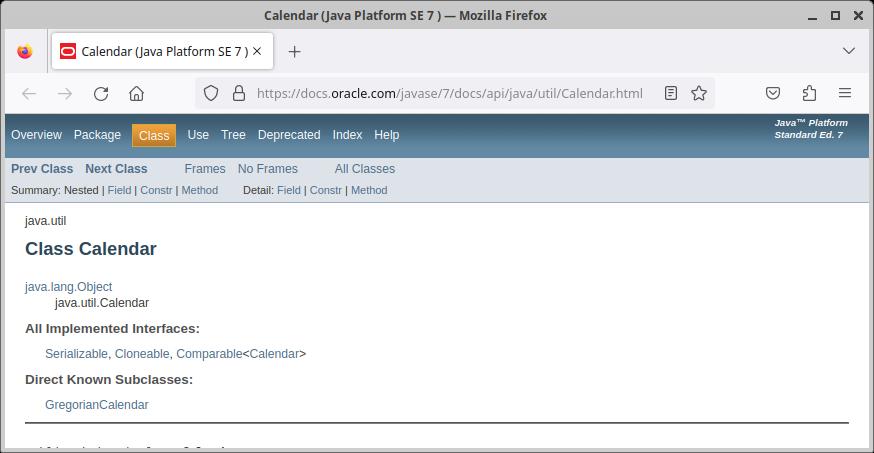 Calendar (Java Platform SE 7 ) — Mozilla Firefox
Calendar (Java Platform SE 7 )
https://docs.oracle.com/javase/7/docs/api/java/util/Calendar.html
Overview Package Class Use Tree Deprecated Index Help
Java™ Platform
Standard Ed. 7
Prev Class Next Class Frames No Frames All Classes
Summary: Nested | Field | Constr | Method Detail: Field | Constr | Method
java.util
Class Calendar
java.lang.Object
java.util.Calendar
All Implemented Interfaces:
Serializable, Cloneable, Comparable<Calendar>
Direct Known Subclasses:
GregorianCalendar